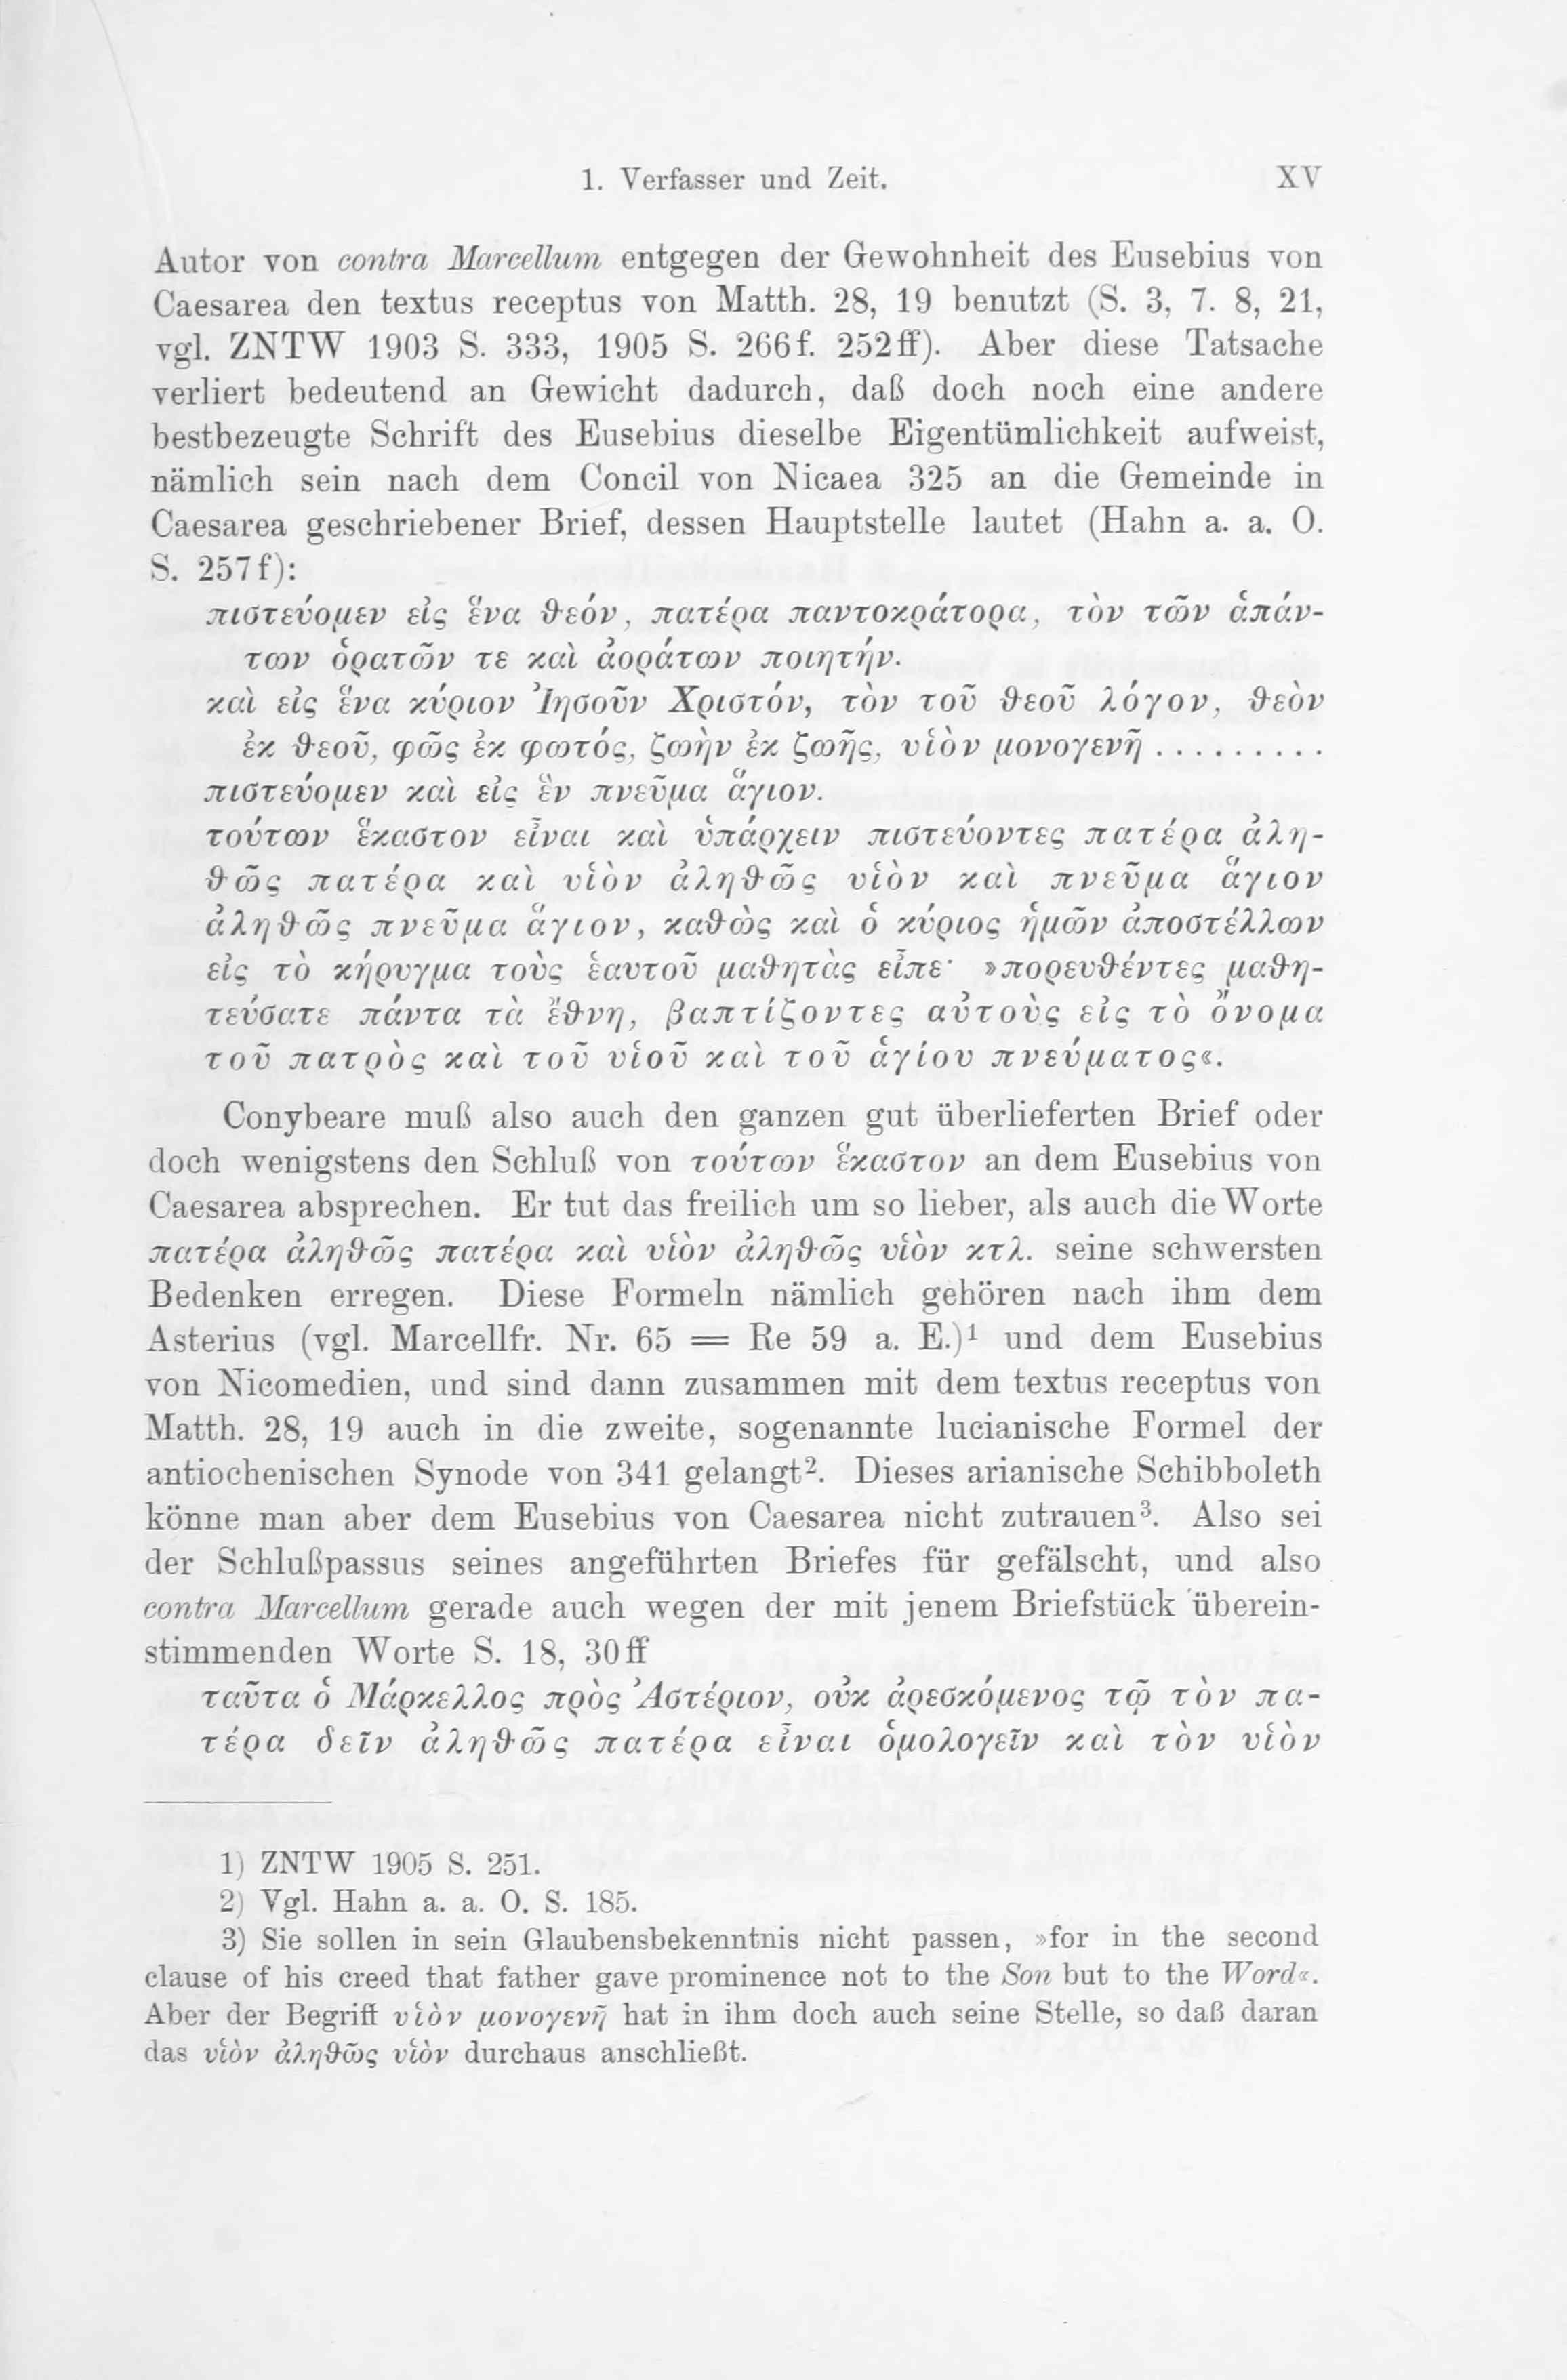 1. Verfasser und Zeit. XV
Autor von contra Marcellum entgegen der Gewohnheit des Eusebius von
Caesarea den textus receptus von Matth. 28, 19 benutzt (S. 3, 7. 8, 21,
vgl. ZNTW 1903 S. 333, 1905 S. 266f. 252ff). Aber diese Tatsache
verliert bedeutend an Gewicht dadurch, daß doch noch eine andere
bestbezeugte Schrift des Eusebius dieselbe Eigentümlichkeit aufweist,
nämlich sein nach dem Concil von Nicaea 325 an die Gemeinde in
Caesarea geschriebener Brief, dessen Hauptstelle lautet (Hahn a. a. O.
S. 257f):
πιστεύομεν εἰς ἕνα θεόν, πατέρα παντοκράτορα, τὸν τῶν ἁπάν-
των ὁρατῶν τε καὶ ἀοράτων ποιητήν.
καὶ εἰς ἕνα κύριον Ἰησοῦν Χριστόν, τὸν τοῦ θεοῦ λόγον, θεὸν
ἐκ θεοῦ, φῶς ἐκ φωτός, ζωὴν ἐκ ζωῆς, υἱὸν μονογενῆ .........
πιστεύομεν καὶ εἰς ἓν πνεῦμα ἅγιον.
τούτων ἕκαστον εἶναι καὶ ὑπάρχειν πιστεύοντες πατέρα ἀλη-
θῶς πατέρα καὶ υἱὸν ἀληθῶς υἱὸν καὶ πνεῦμα ἅγιον
ἀληθῶς πνεῦμα ἅγιον, καθὼς καὶ ὁ κύριος ἡμῶν ἀποστέλλων
εἰς τὸ κήρυγμα τοὺς ἑαυτοῦ μαθητὰς εἶπε· »πορευθέντες μαθη-
τεύσατε πάντα τὰ ἔθνη, βαπτίζοντες αὐτοὺς εἰς τὸ ὄνομα
τοῦ πατρὸς καὶ τοῦ υἱοῦ καὶ τοῦ ἁγίου πνεύματος«.
Conybeare muß also auch den ganzen gut überlieferten Brief oder
doch wenigstens den Schluß von τούτων ἕκαστον an dem Eusebius von
Caesarea absprechen. Er tut das freilich um so lieber, als auch die Worte
πατέρα ἀληθῶς πατέρα καὶ υἱὸν ἀληθῶς υἱὸν κτλ. seine schwersten
Bedenken erregen. Diese Formeln nämlich gehören nach ihm dem
Asterius (vgl. Marcellfr. Nr. 65 = Re 59 a. E.)¹ und dem Eusebius
von Nicomedien, und sind dann zusammen mit dem textus receptus von
Matth. 28, 19 auch in die zweite, sogenannte lucianische Formel der
antiochenischen Synode von 341 gelangt². Dieses arianische Schibboleth
könne man aber dem Eusebius von Caesarea nicht zutrauen³. Also sei
der Schlußpassus seines angeführten Briefes für gefälscht, und also
contra Marcellum gerade auch wegen der mit jenem Briefstück überein-
stimmenden Worte S. 18, 30ff
ταῦτα ὁ Μάρκελλος πρὸς Ἀστέριον, οὐκ ἀρεσκόμενος τῷ τὸν πα-
τέρα δεῖν ἀληθῶς πατέρα εἶναι ὁμολογεῖν καὶ τὸν υἱὸν
1) ZNTW 1905 S. 251.
2) Vgl. Hahn a. a. O. S. 185.
3) Sie sollen in sein Glaubensbekenntnis nicht passen, »for in the second
clause of his creed that father gave prominence not to the Son but to the Word«.
Aber der Begriff υἱὸν μονογενῆ hat in ihm doch auch seine Stelle, so daß daran
das υἱὸν ἀληθῶς υἱὸν durchaus anschließt.